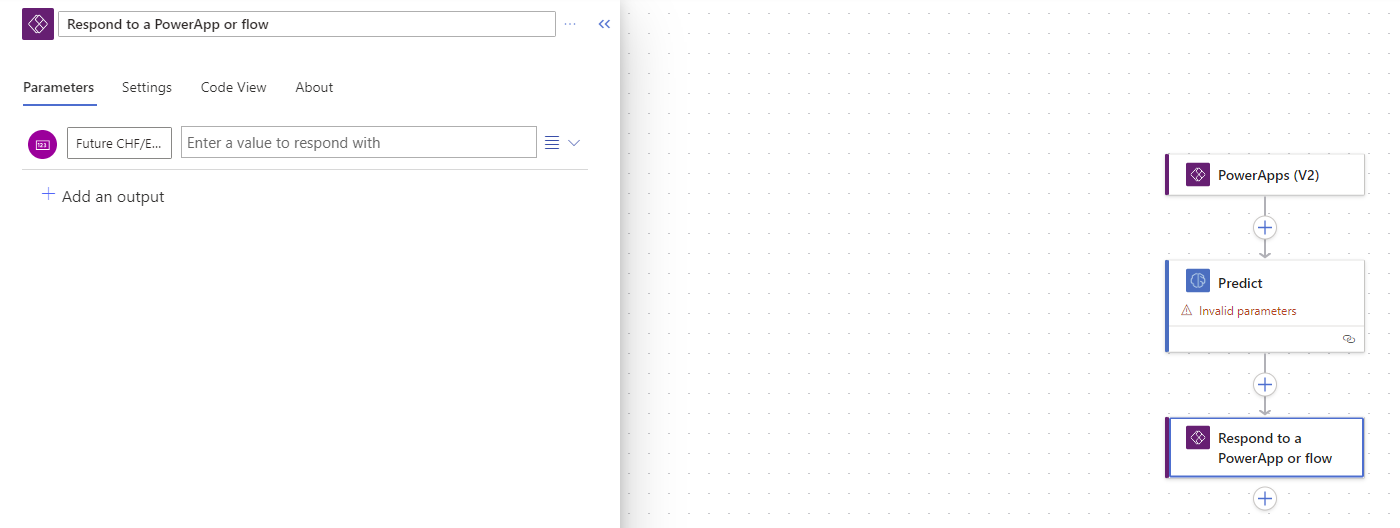 Respond to a PowerApp or flow
Parameters Settings Code View About
123 Future CHF/E... Enter a value to respond with
+ Add an output
PowerApps (V2)
Predict
Invalid parameters
Respond to a
PowerApp or flow